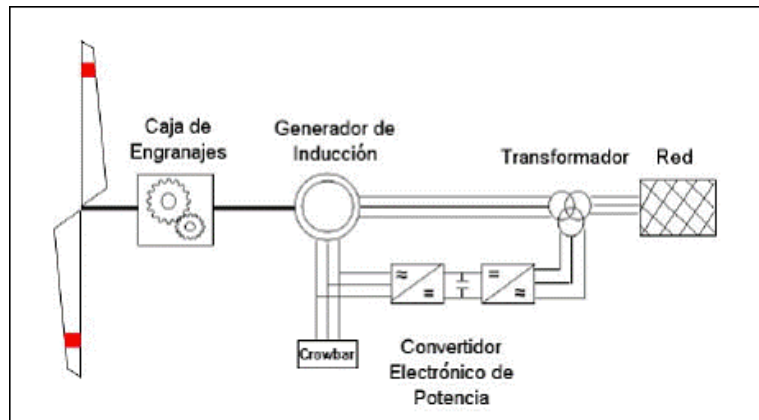 Caja de
Engranajes
Generador de
Inducción
Transformador
Red
Crowbar
Convertidor
Electrónico de
Potencia